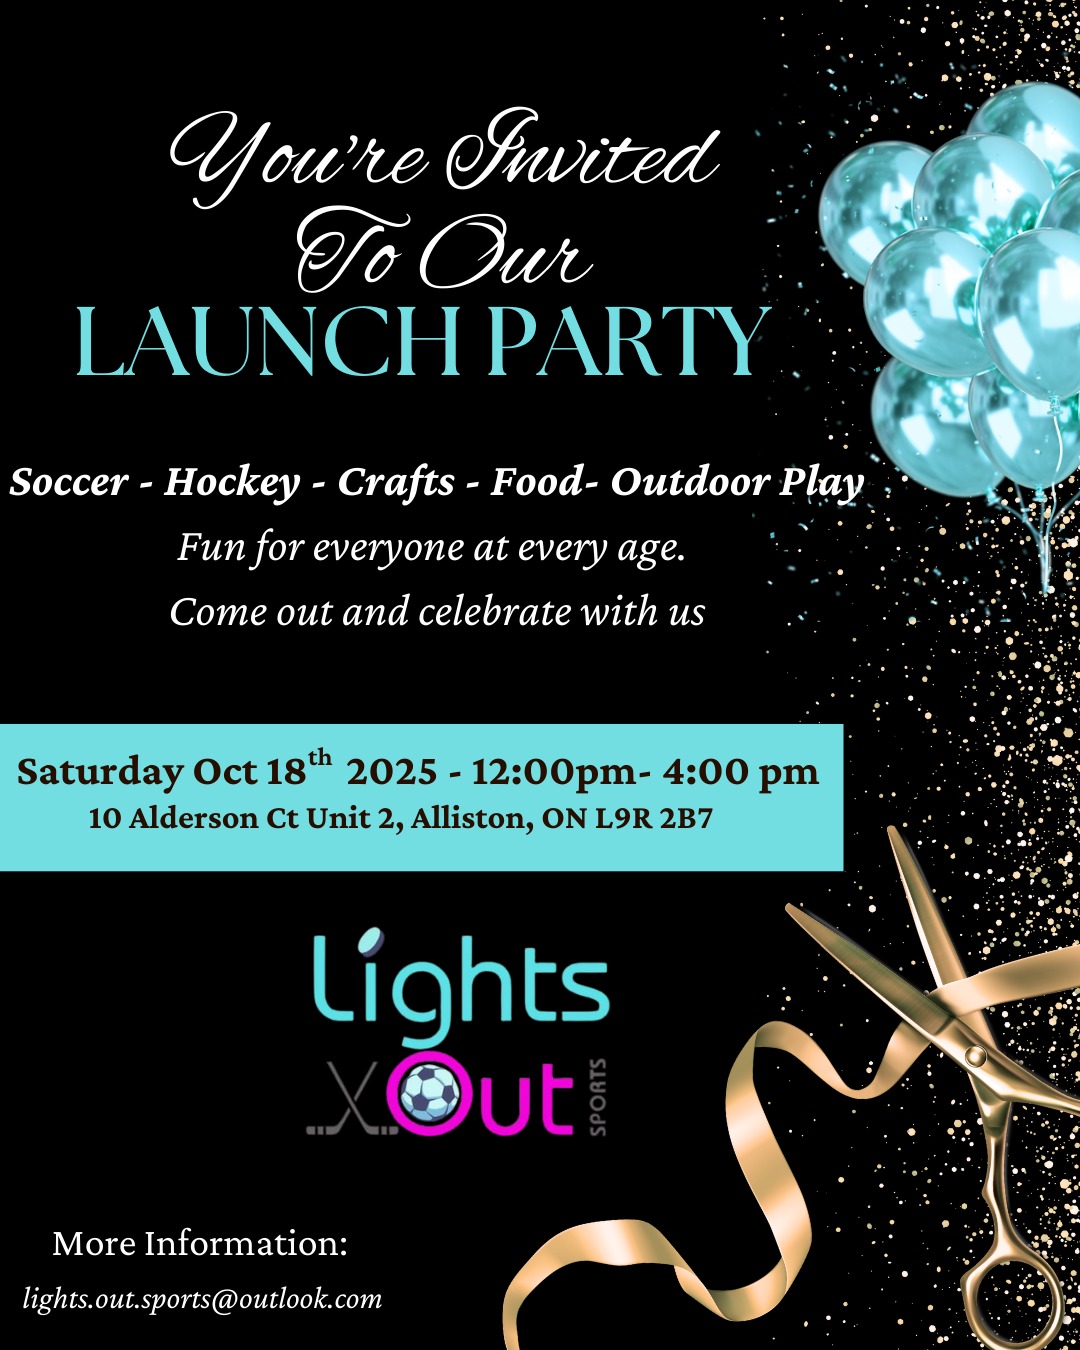 You're Invited
To Our
LAUNCH PARTY
Soccer - Hockey - Crafts - Food- Outdoor Play
Fun for everyone at every age.
Come out and celebrate with us
Saturday Oct 18th 2025 - 12:00pm- 4:00 pm
10 Alderson Ct Unit 2, Alliston, ON L9R 2B7
Lights
Out SPORTS
More Information:
lights.out.sports@outlook.com